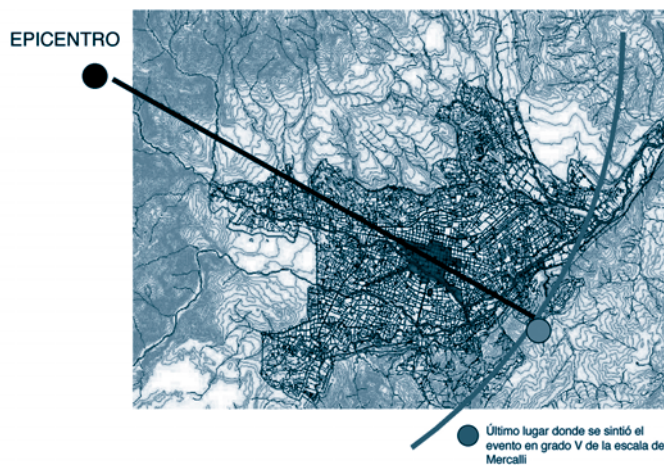 EPICENTRO
Último lugar donde se sintió el
evento en grado V de la escala de
Mercalli